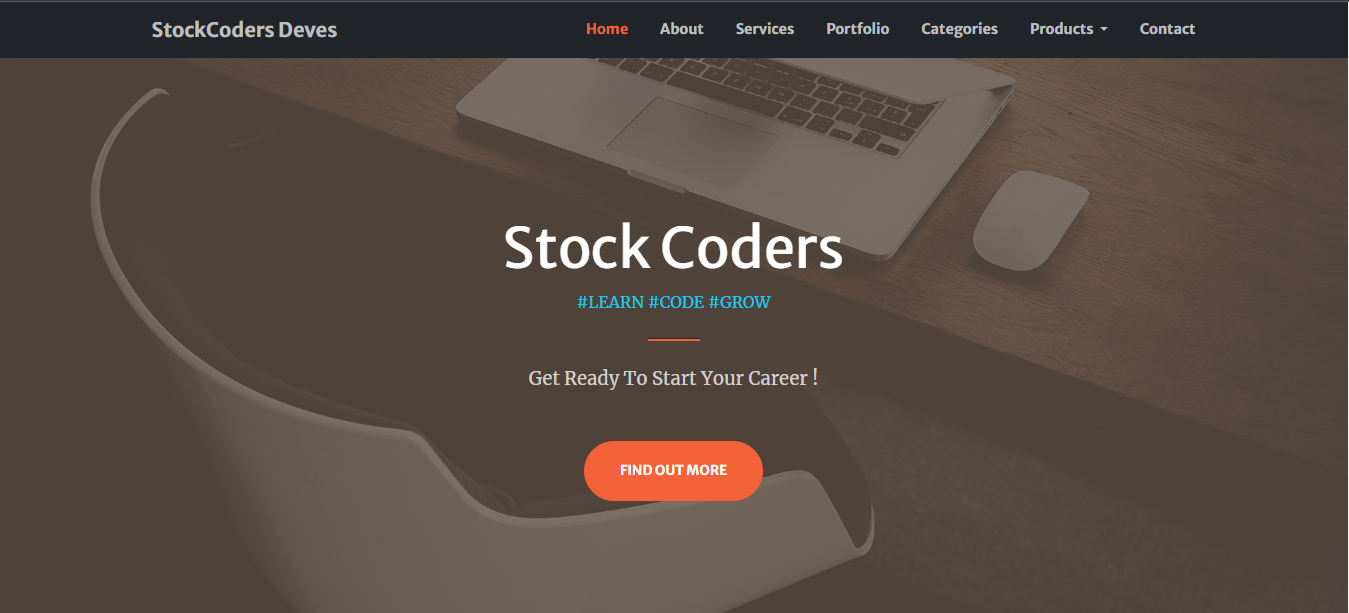 StockCoders Deves
Home About Services Portfolio Categories Products Contact
Stock Coders
#LEARN #CODE #GROW
Get Ready To Start Your Career !
FIND OUT MORE